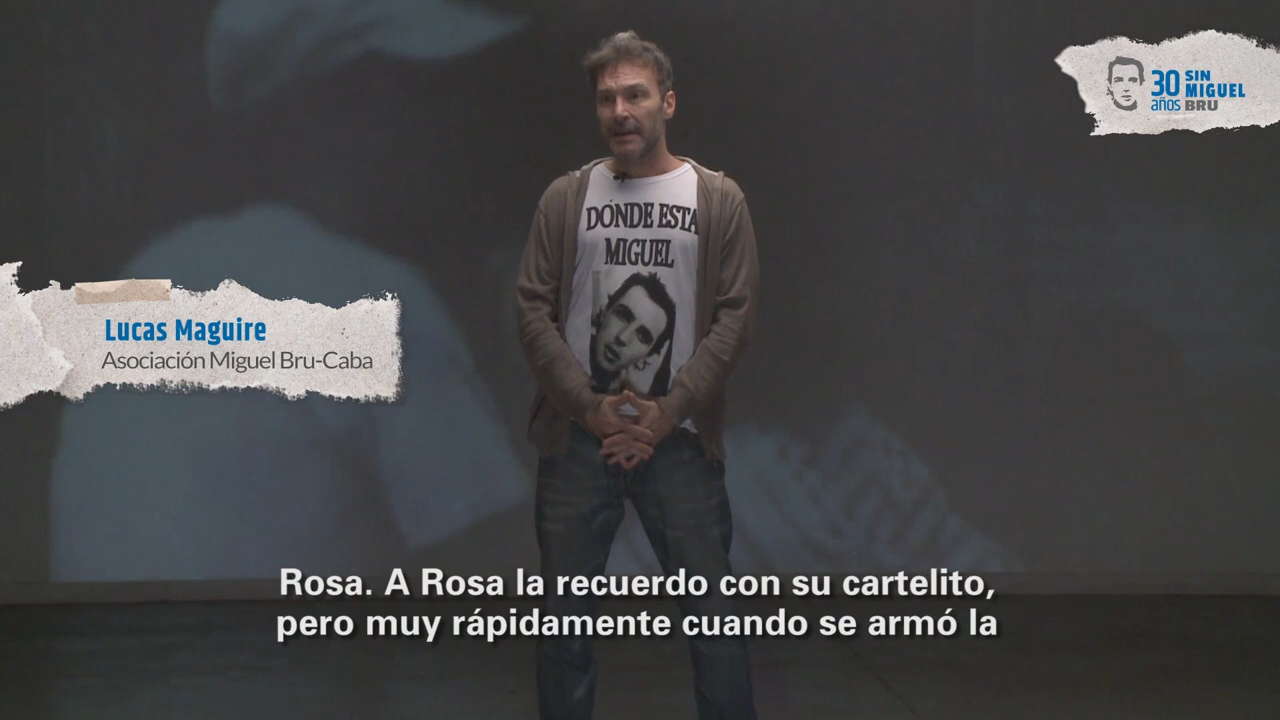 30 años
SIN MIGUEL BRU
DÓNDE ESTA
MIGUEL
Lucas Maguire
Asociación Miguel Bru-Caba
Rosa. A Rosa la recuerdo con su cartelito,
pero muy rápidamente cuando se armó la